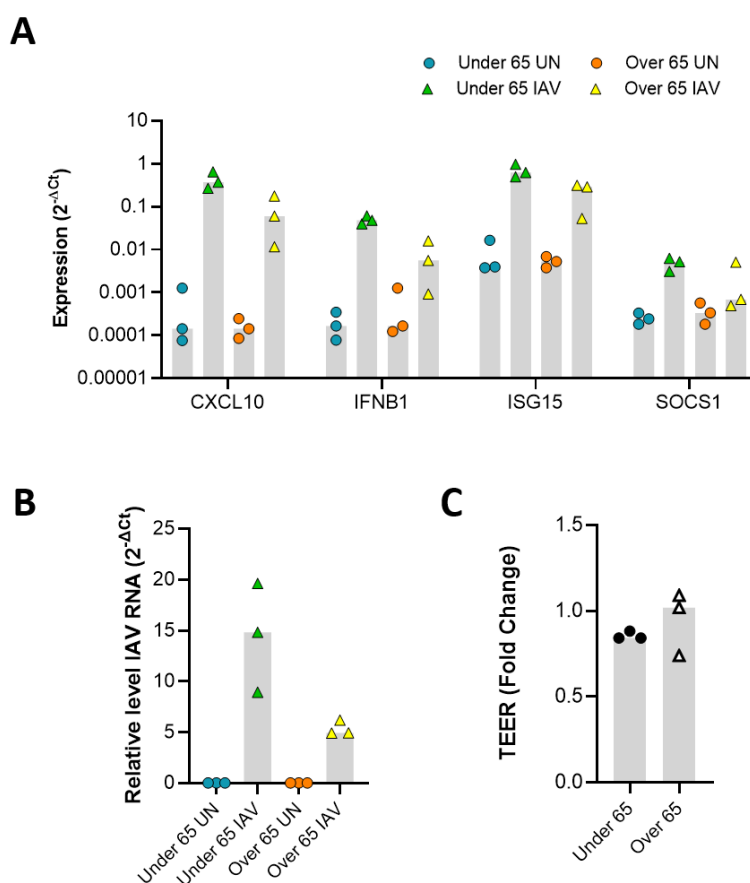 A
Under 65 UN
Over 65 UN
Under 65 IAV
Over 65 IAV
Expression (2-ΔCt)
10
1
0.1
0.01
0.001
0.0001
0.00001
CXCL10
IFNB1
ISG15
SOCS1
B
Relative level IAV RNA (2-ΔCt)
25
20
15
10
5
0
Under 65 UN
Under 65 IAV
Over 65 UN
Over 65 IAV
C
TEER (Fold Change)
1.5
1.0
0.5
0.0
Under 65
Over 65